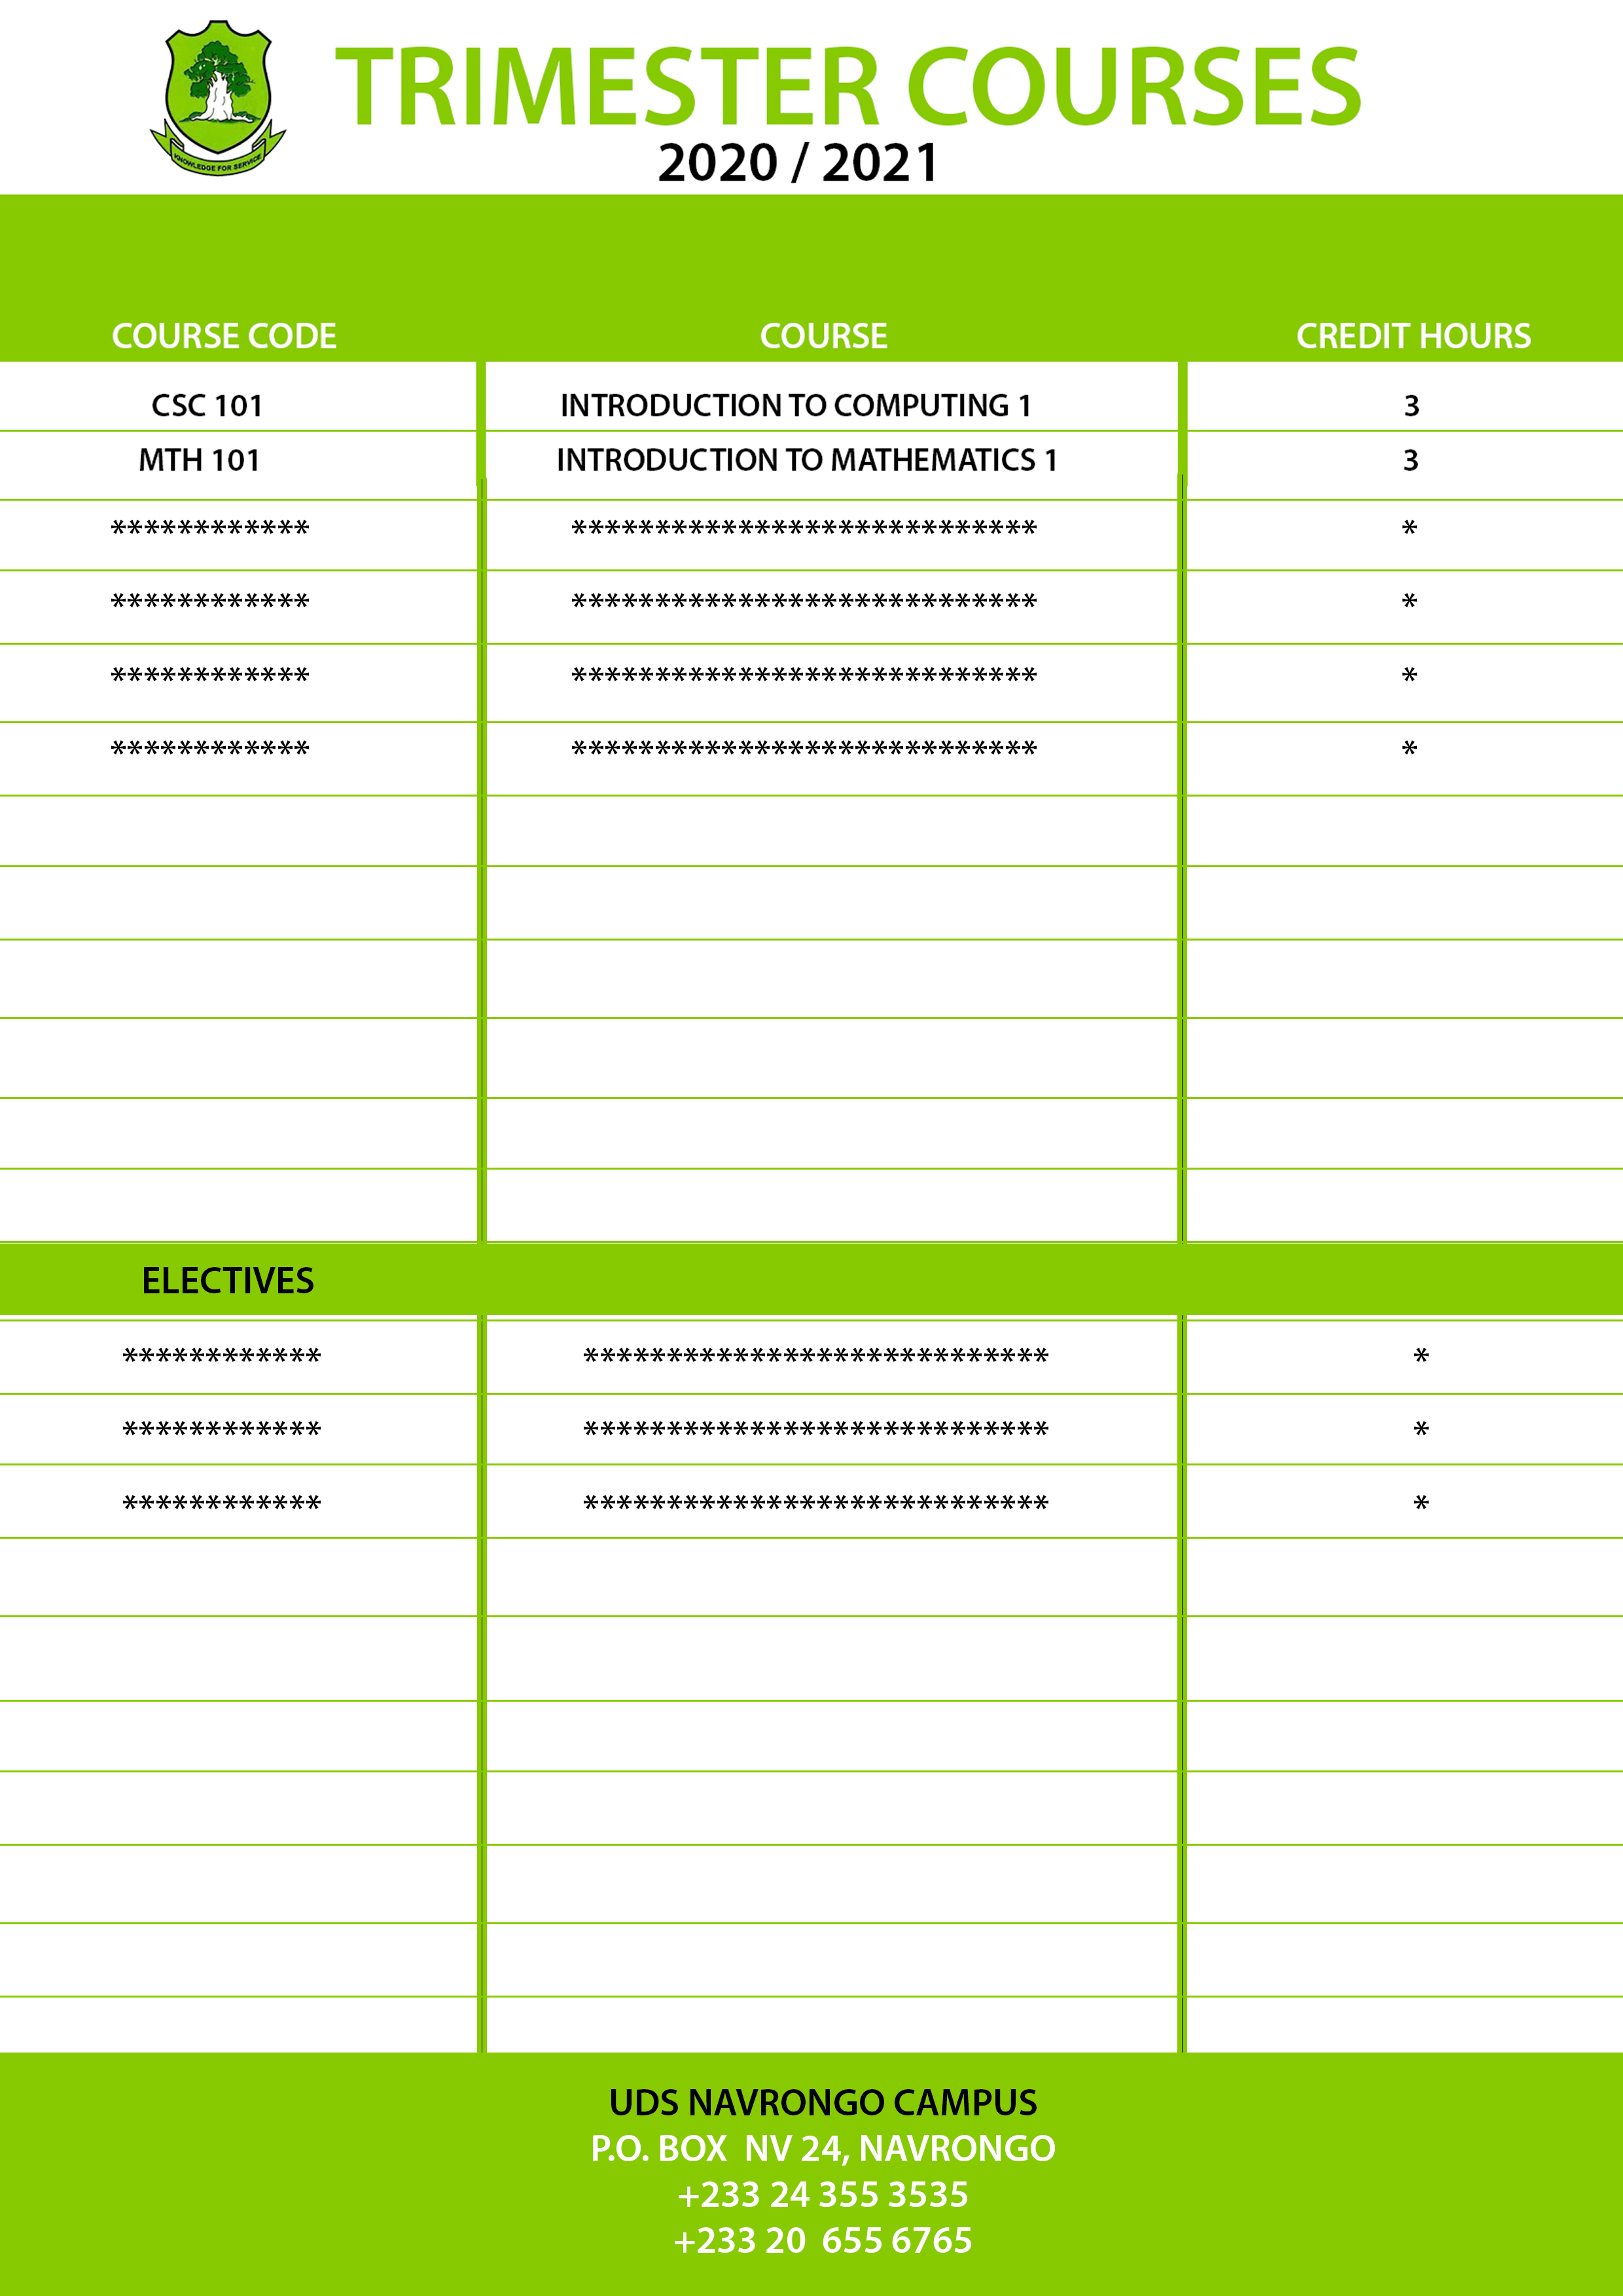 KNOWLEDGE FOR SERVICE
TRIMESTER COURSES
2020 / 2021
COURSE CODE COURSE CREDIT HOURS
CSC 101 INTRODUCTION TO COMPUTING 1 3
MTH 101 INTRODUCTION TO MATHEMATICS 1 3
************ **************************** *
************ **************************** *
************ **************************** *
************ **************************** *
ELECTIVES
************ **************************** *
************ **************************** *
************ **************************** *
UDS NAVRONGO CAMPUS
P.O. BOX NV 24, NAVRONGO
+233 24 355 3535
+233 20 655 6765